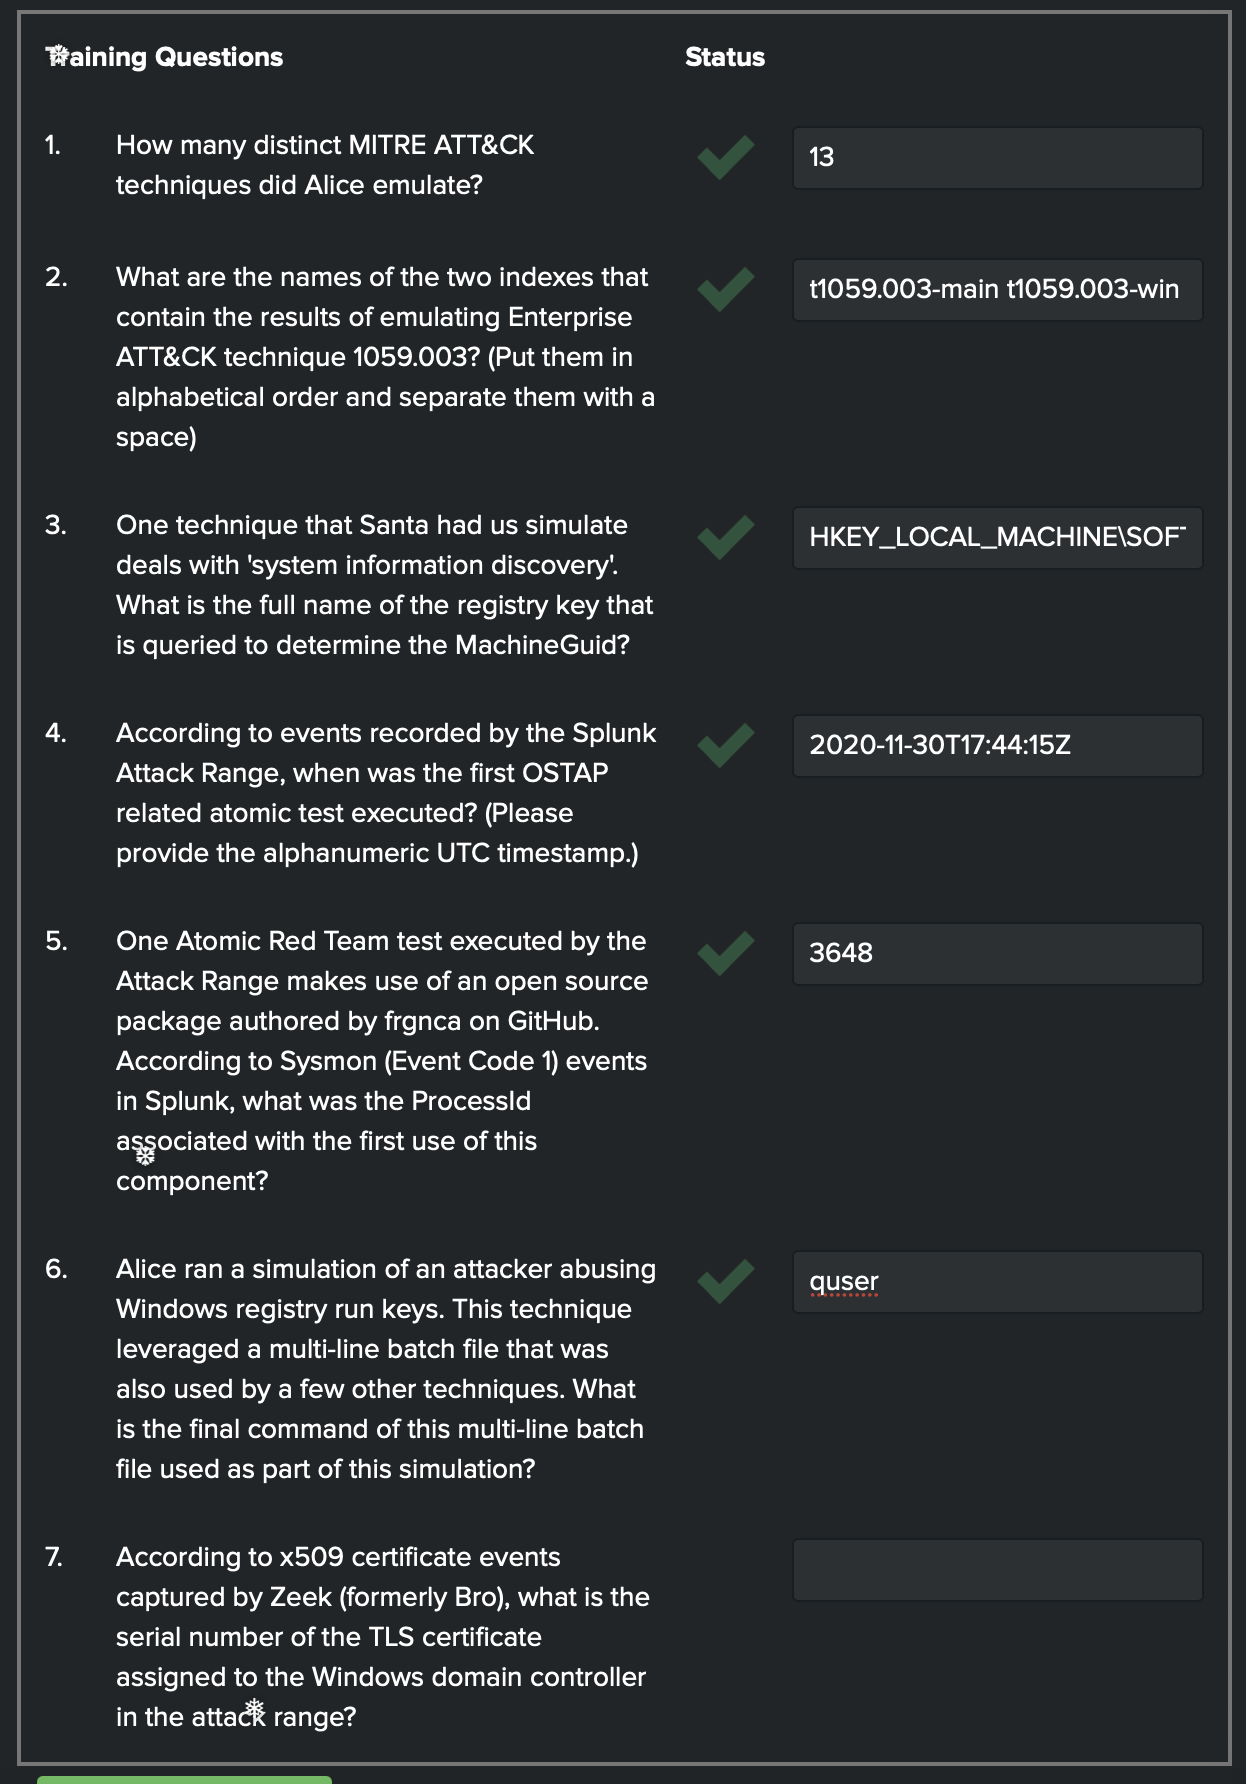 Training Questions Status
1. How many distinct MITRE ATT&CK 13
techniques did Alice emulate?
2. What are the names of the two indexes that t1059.003-main t1059.003-win
contain the results of emulating Enterprise
ATT&CK technique 1059.003? (Put them in
alphabetical order and separate them with a
space)
3. One technique that Santa had us simulate HKEY_LOCAL_MACHINE\SOF
deals with 'system information discovery'.
What is the full name of the registry key that
is queried to determine the MachineGuid?
4. According to events recorded by the Splunk 2020-11-30T17:44:15Z
Attack Range, when was the first OSTAP
related atomic test executed? (Please
provide the alphanumeric UTC timestamp.)
5. One Atomic Red Team test executed by the 3648
Attack Range makes use of an open source
package authored by frgnca on GitHub.
According to Sysmon (Event Code 1) events
in Splunk, what was the ProcessId
associated with the first use of this
component?
6. Alice ran a simulation of an attacker abusing quser
Windows registry run keys. This technique
leveraged a multi-line batch file that was
also used by a few other techniques. What
is the final command of this multi-line batch
file used as part of this simulation?
7. According to x509 certificate events
captured by Zeek (formerly Bro), what is the
serial number of the TLS certificate
assigned to the Windows domain controller
in the attack range?